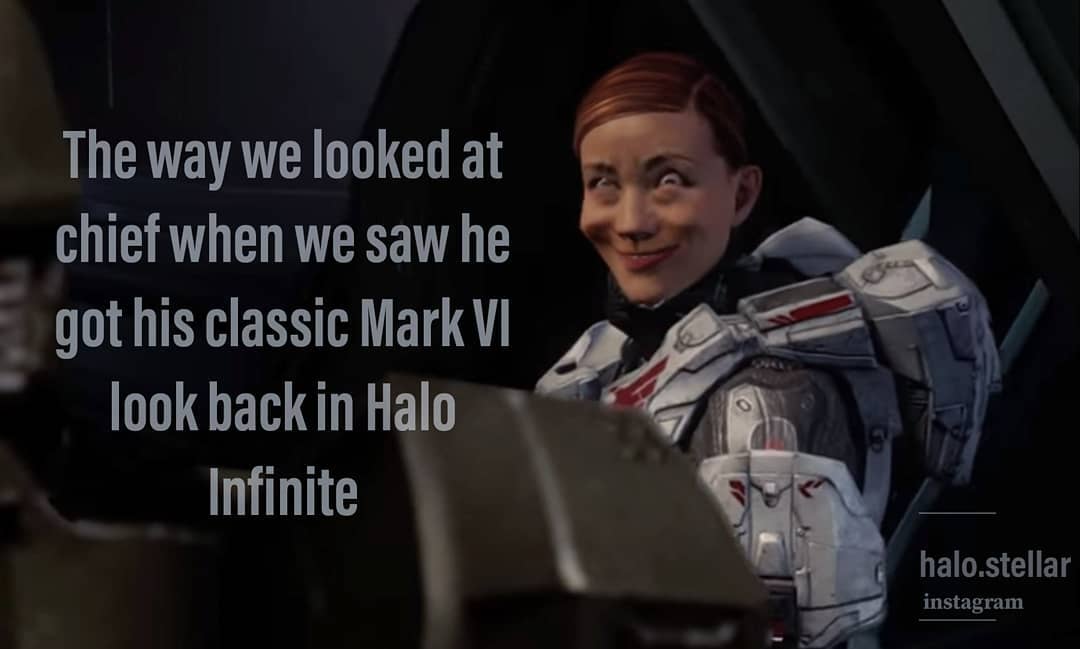 The way we looked at
chief when we saw he
got his classic Mark VI
look back in Halo
Infinite
halo.stellar
instagram